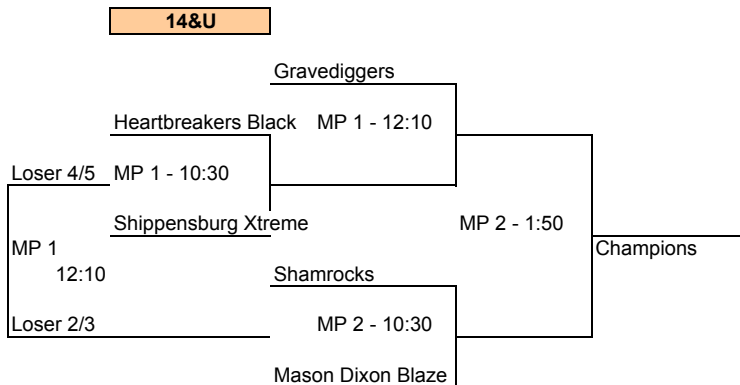 14&U
Gravediggers
Heartbreakers Black MP 1 - 12:10
Loser 4/5 MP 1 - 10:30
Shippensburg Xtreme MP 2 - 1:50
MP 1 Champions
12:10 Shamrocks
Loser 2/3 MP 2 - 10:30
Mason Dixon Blaze